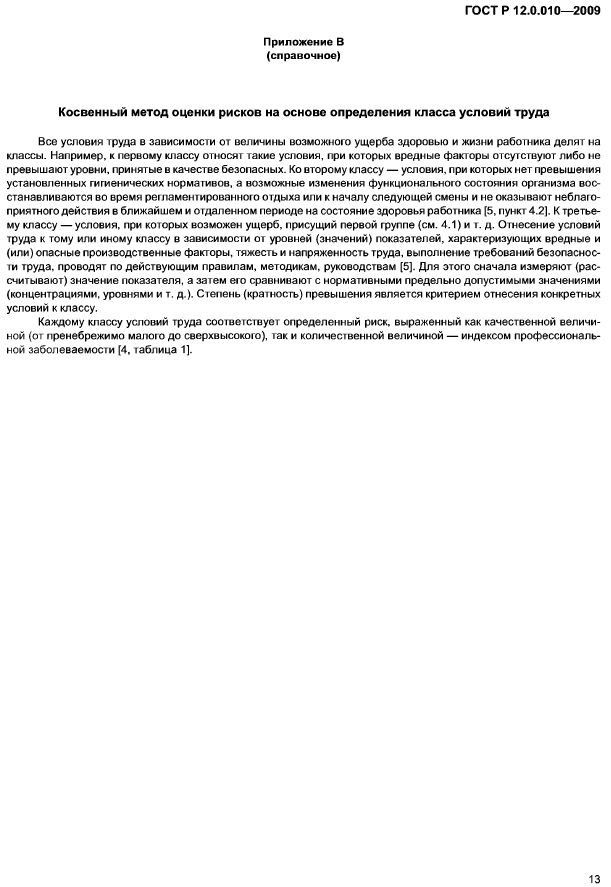 ГОСТ Р 12.0.010—2009
Приложение В
(справочное)
Косвенный метод оценки рисков на основе определения класса условий труда
Все условия труда в зависимости от величины возможного ущерба здоровью и жизни работника делят на
классы. Например, к первому классу относят такие условия, при которых вредные факторы отсутствуют либо не
превышают уровни, принятые в качестве безопасных. Ко второму классу — условия, при которых нет превышения
установленных гигиенических нормативов, а возможные изменения функционального состояния организма вос-
станавливаются во время регламентированного отдыха или к началу следующей смены и не оказывают неблаго-
приятного действия в ближайшем и отдаленном периоде на состояние здоровья работника [5, пункт 4.2]. К третье-
му классу — условия, при которых возможен ущерб, присущий первой группе (см. 4.1) и т. д. Отнесение условий
труда к тому или иному классу в зависимости от уровней (значений) показателей, характеризующих вредные и
(или) опасные производственные факторы, тяжесть и напряженность труда, выполнение требований безопаснос-
ти труда, проводят по действующим правилам, методикам, руководствам [5]. Для этого сначала измеряют (рас-
считывают) значение показателя, а затем его сравнивают с нормативными предельно допустимыми значениями
(концентрациями, уровнями и т. д.). Степень (кратность) превышения является критерием отнесения конкретных
условий к классу.
Каждому классу условий труда соответствует определенный риск, выраженный как качественной величи-
ной (от пренебрежимо малого до сверхвысокого), так и количественной величиной — индексом профессиональ-
ной заболеваемости [4, таблица 1].
13